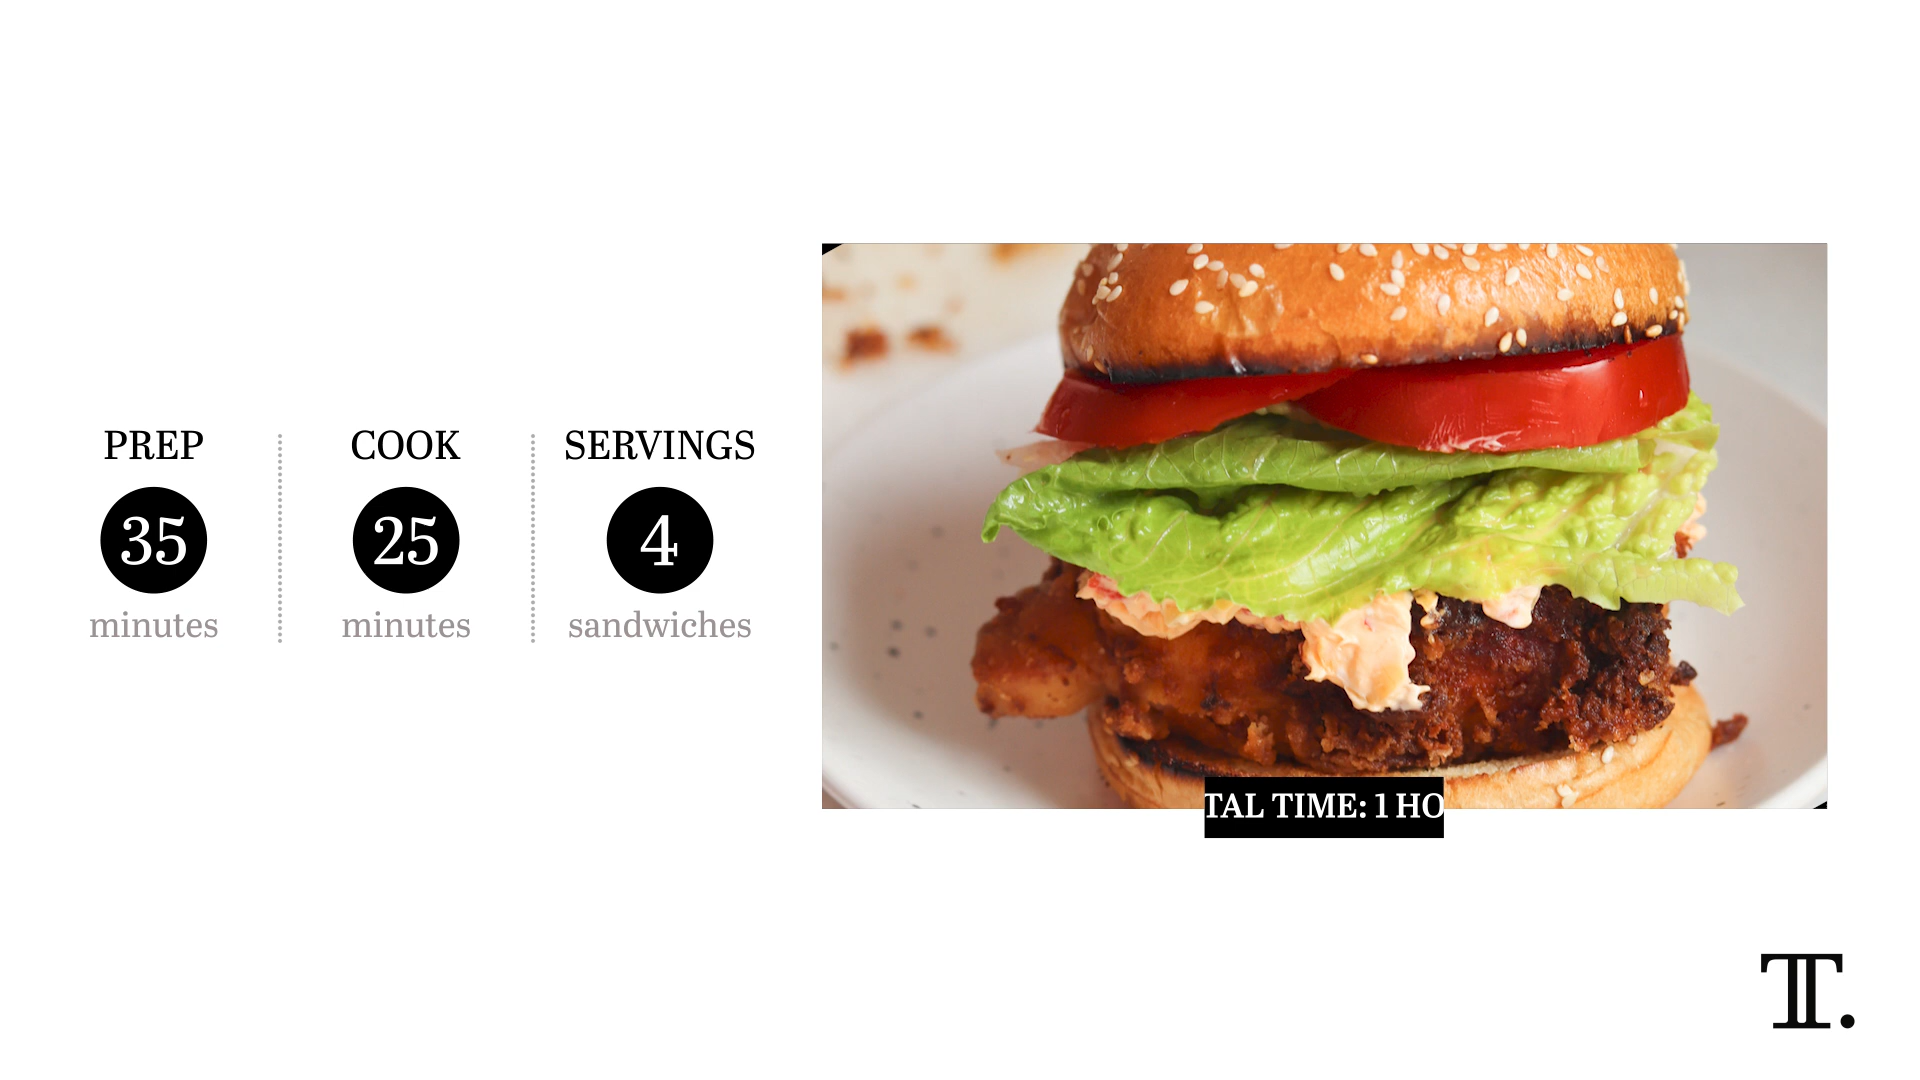 PREP
35
minutes
COOK
25
minutes
SERVINGS
4
sandwiches
TAL TIME: 1 HO
T.